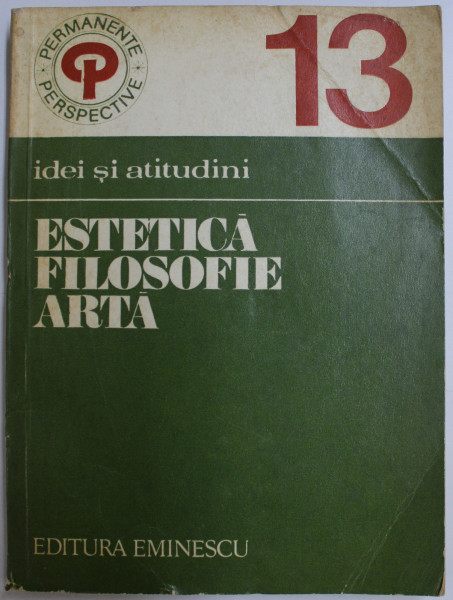 PERMANENTE
PERSPECTIVE
13
idei și atitudini
ESTETICĂ
FILOSOFIE
ARTĂ
EDITURA EMINESCU